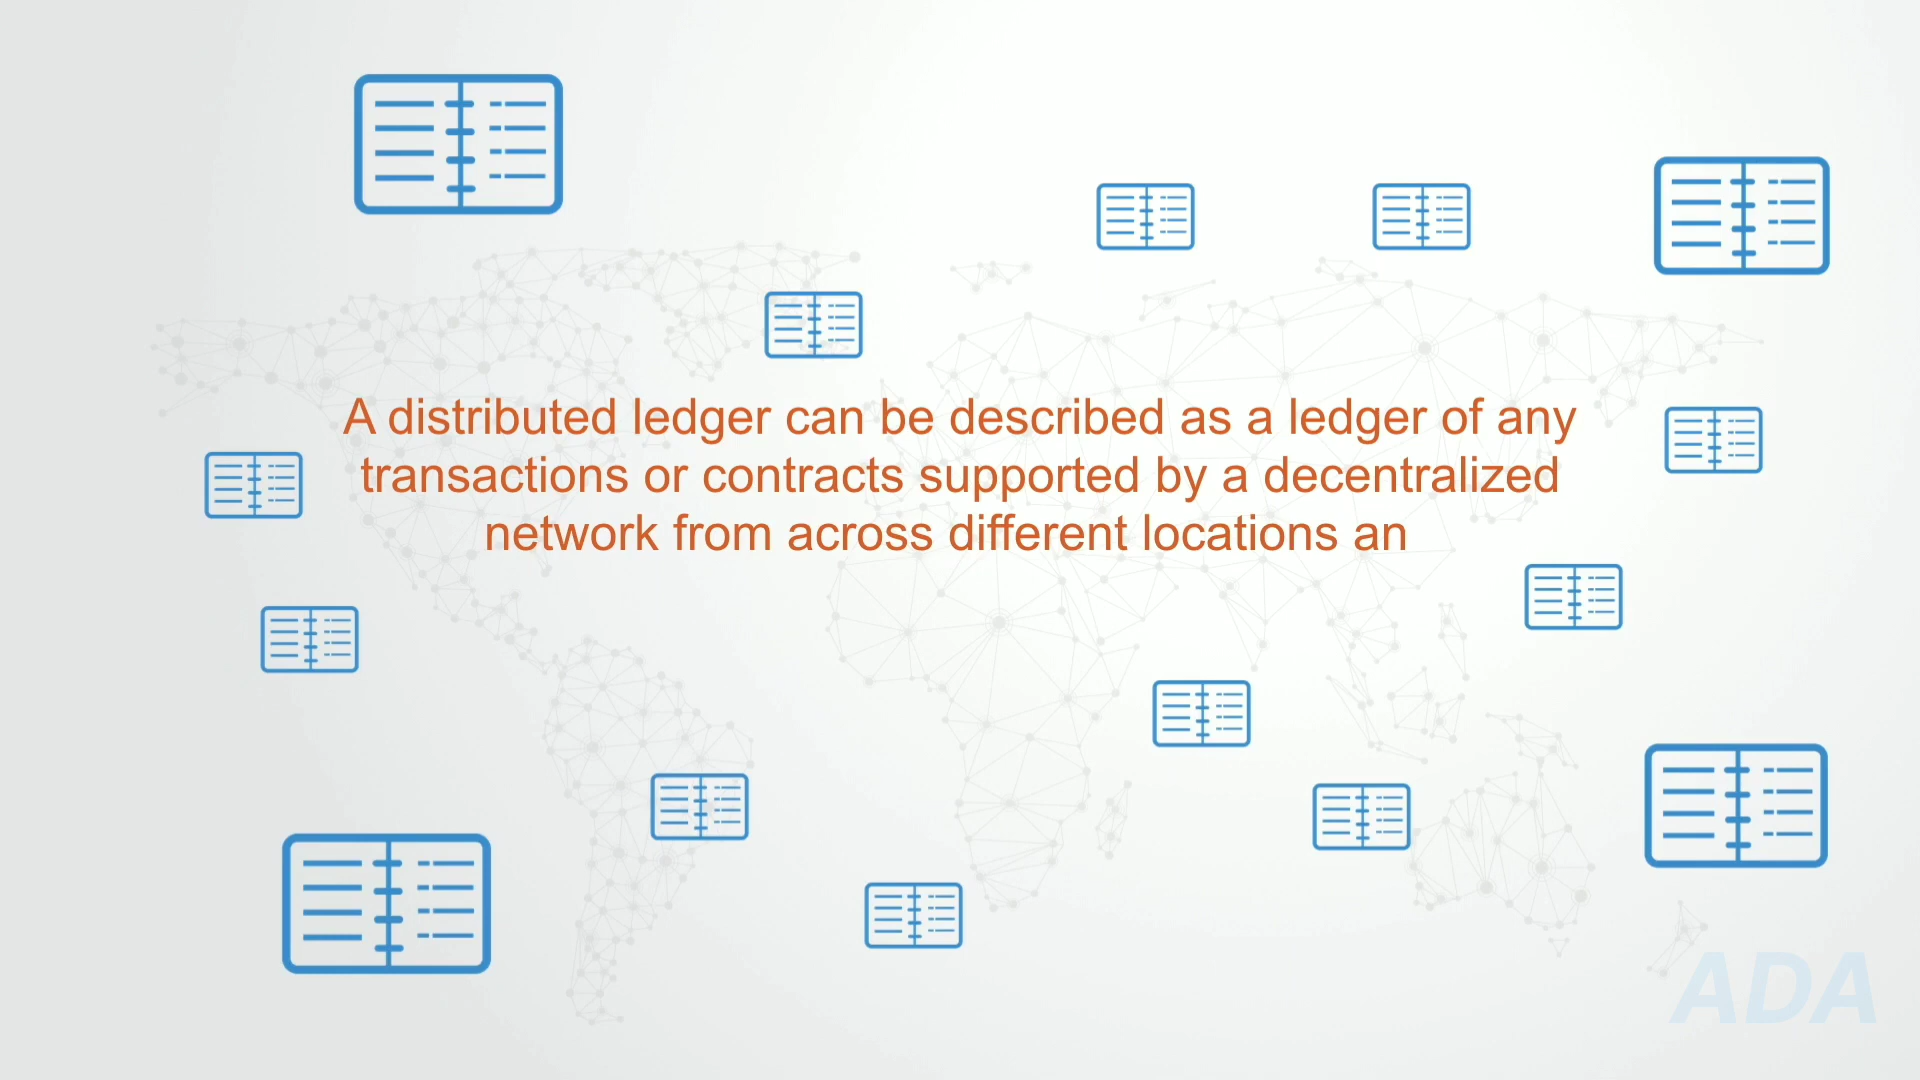 A distributed ledger can be described as a ledger of any
transactions or contracts supported by a decentralized
network from across different locations an
ADA